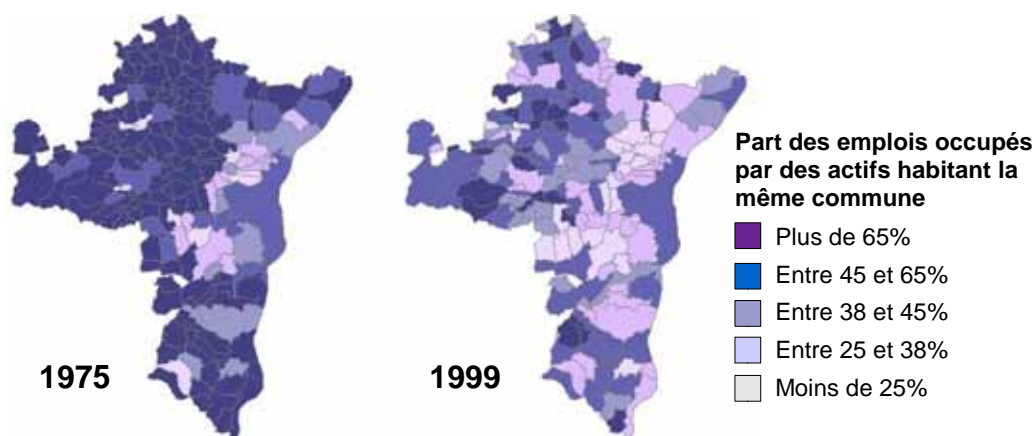 1975
1999
Part des emplois occupés
par des actifs habitant la
même commune
Plus de 65%
Entre 45 et 65%
Entre 38 et 45%
Entre 25 et 38%
Moins de 25%